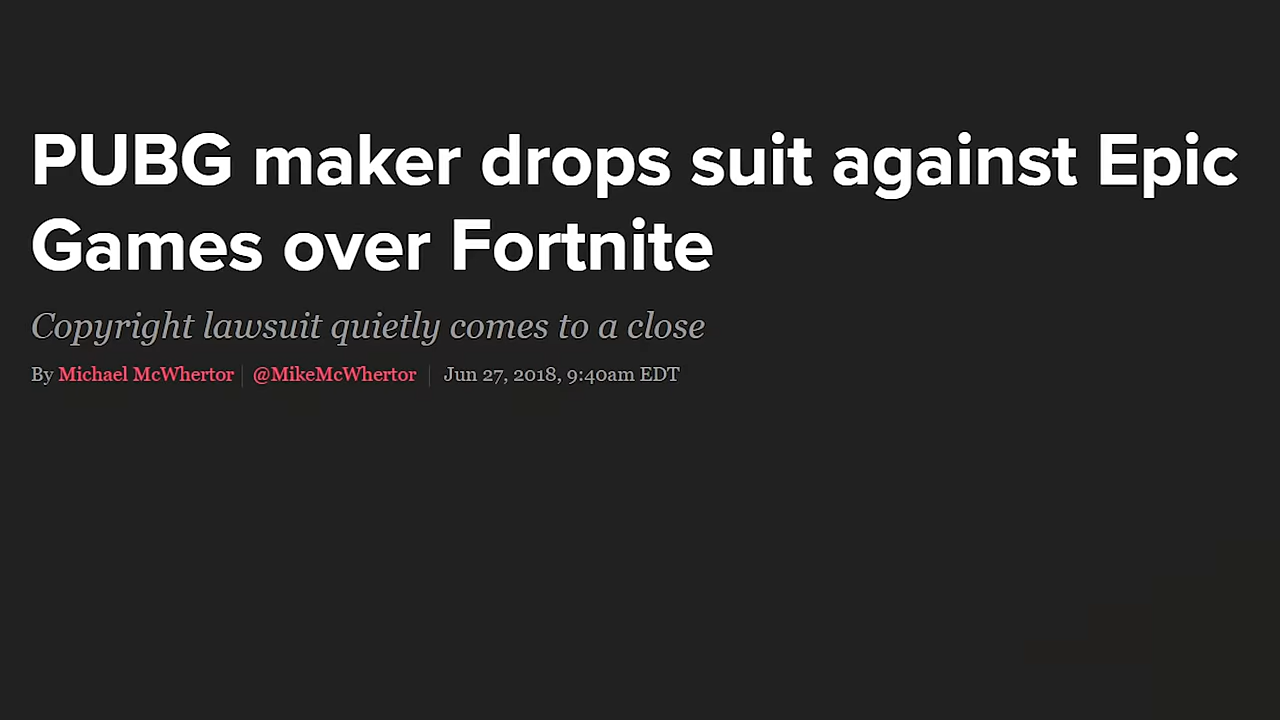 PUBG maker drops suit against Epic
Games over Fortnite
Copyright lawsuit quietly comes to a close
By Michael McWhertor | @MikeMcWhertor | Jun 27, 2018, 9:40am EDT